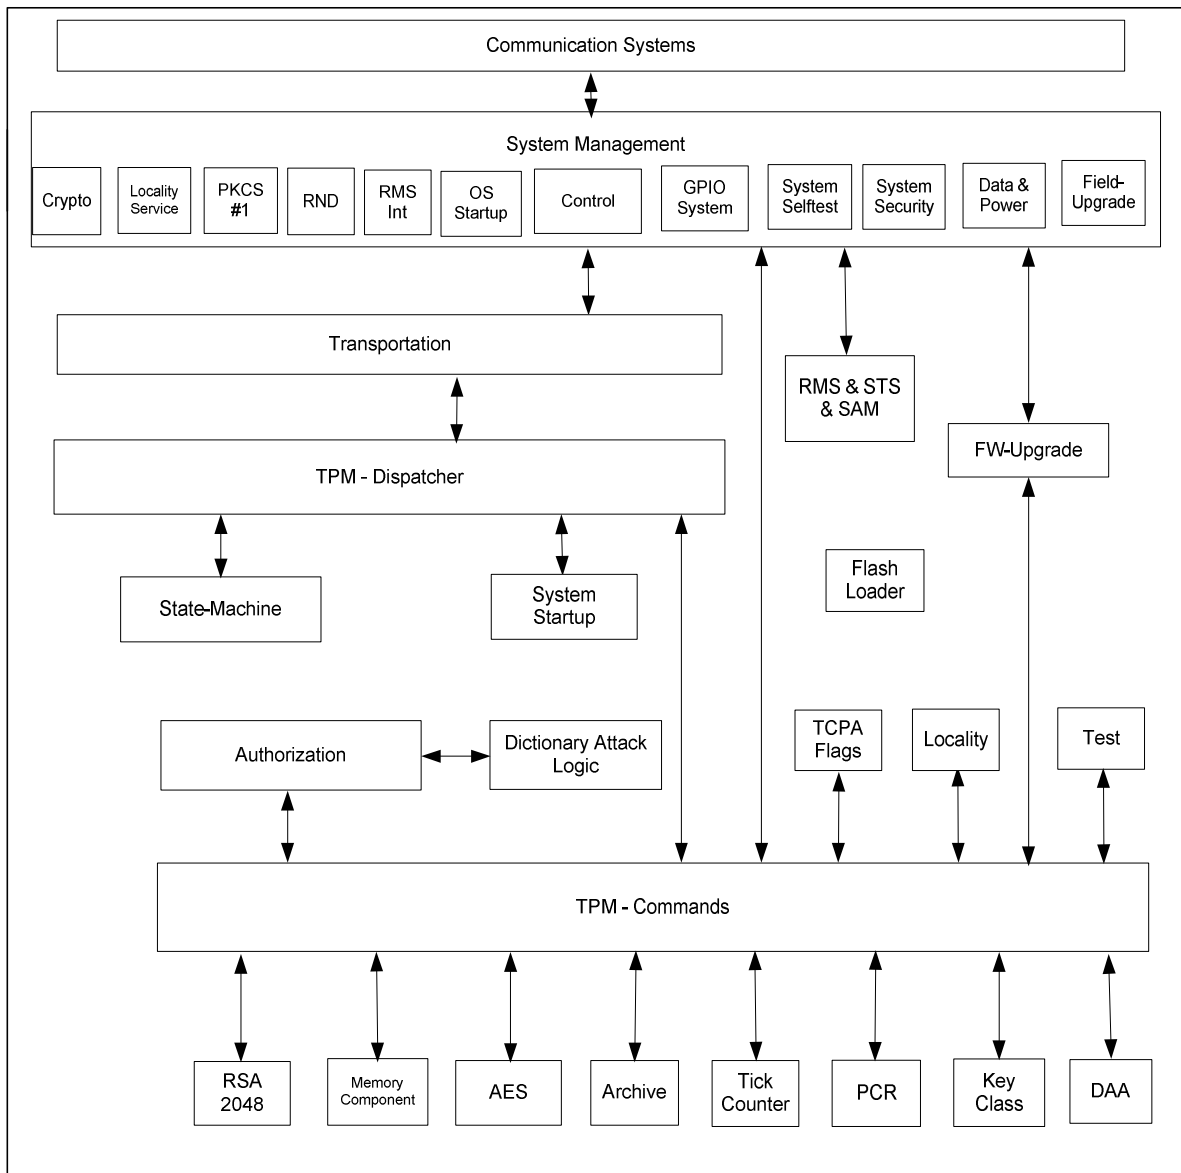 Communication Systems
System Management
Crypto
Locality
Service
PKCS
#1
RND
RMS
Int
OS
Startup
Control
GPIO
System
System
Selftest
System
Security
Data &
Power
Field-
Upgrade
Transportation
RMS & STS
& SAM
FW-Upgrade
TPM - Dispatcher
Flash
Loader
State-Machine
System
Startup
Authorization
Dictionary Attack
Logic
TCPA
Flags
Locality
Test
TPM - Commands
RSA
2048
Memory
Component
AES
Archive
Tick
Counter
PCR
Key
Class
DAA